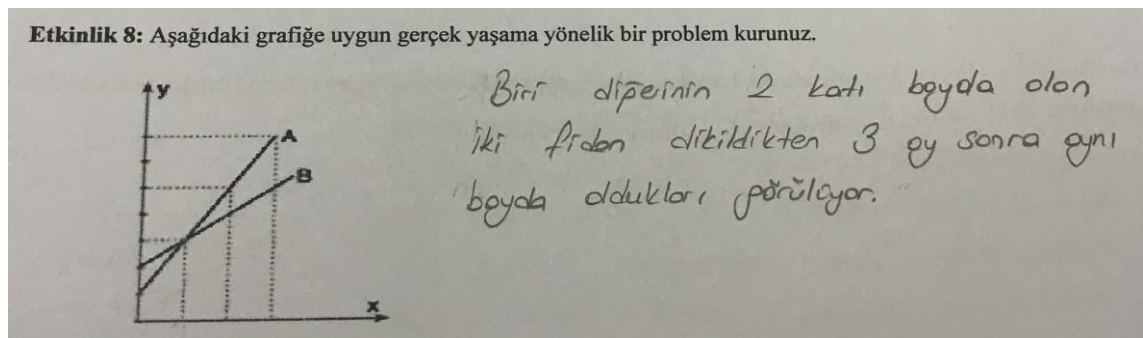 Etkinlik 8: Aşağıdaki grafiğe uygun gerçek yaşama yönelik bir problem kurunuz.
y
A
B
x
Biri diğerinin 2 katı boyda olan
iki fidan dikildikten 3 ay sonra aynı
boyda oldukları görülüyor.